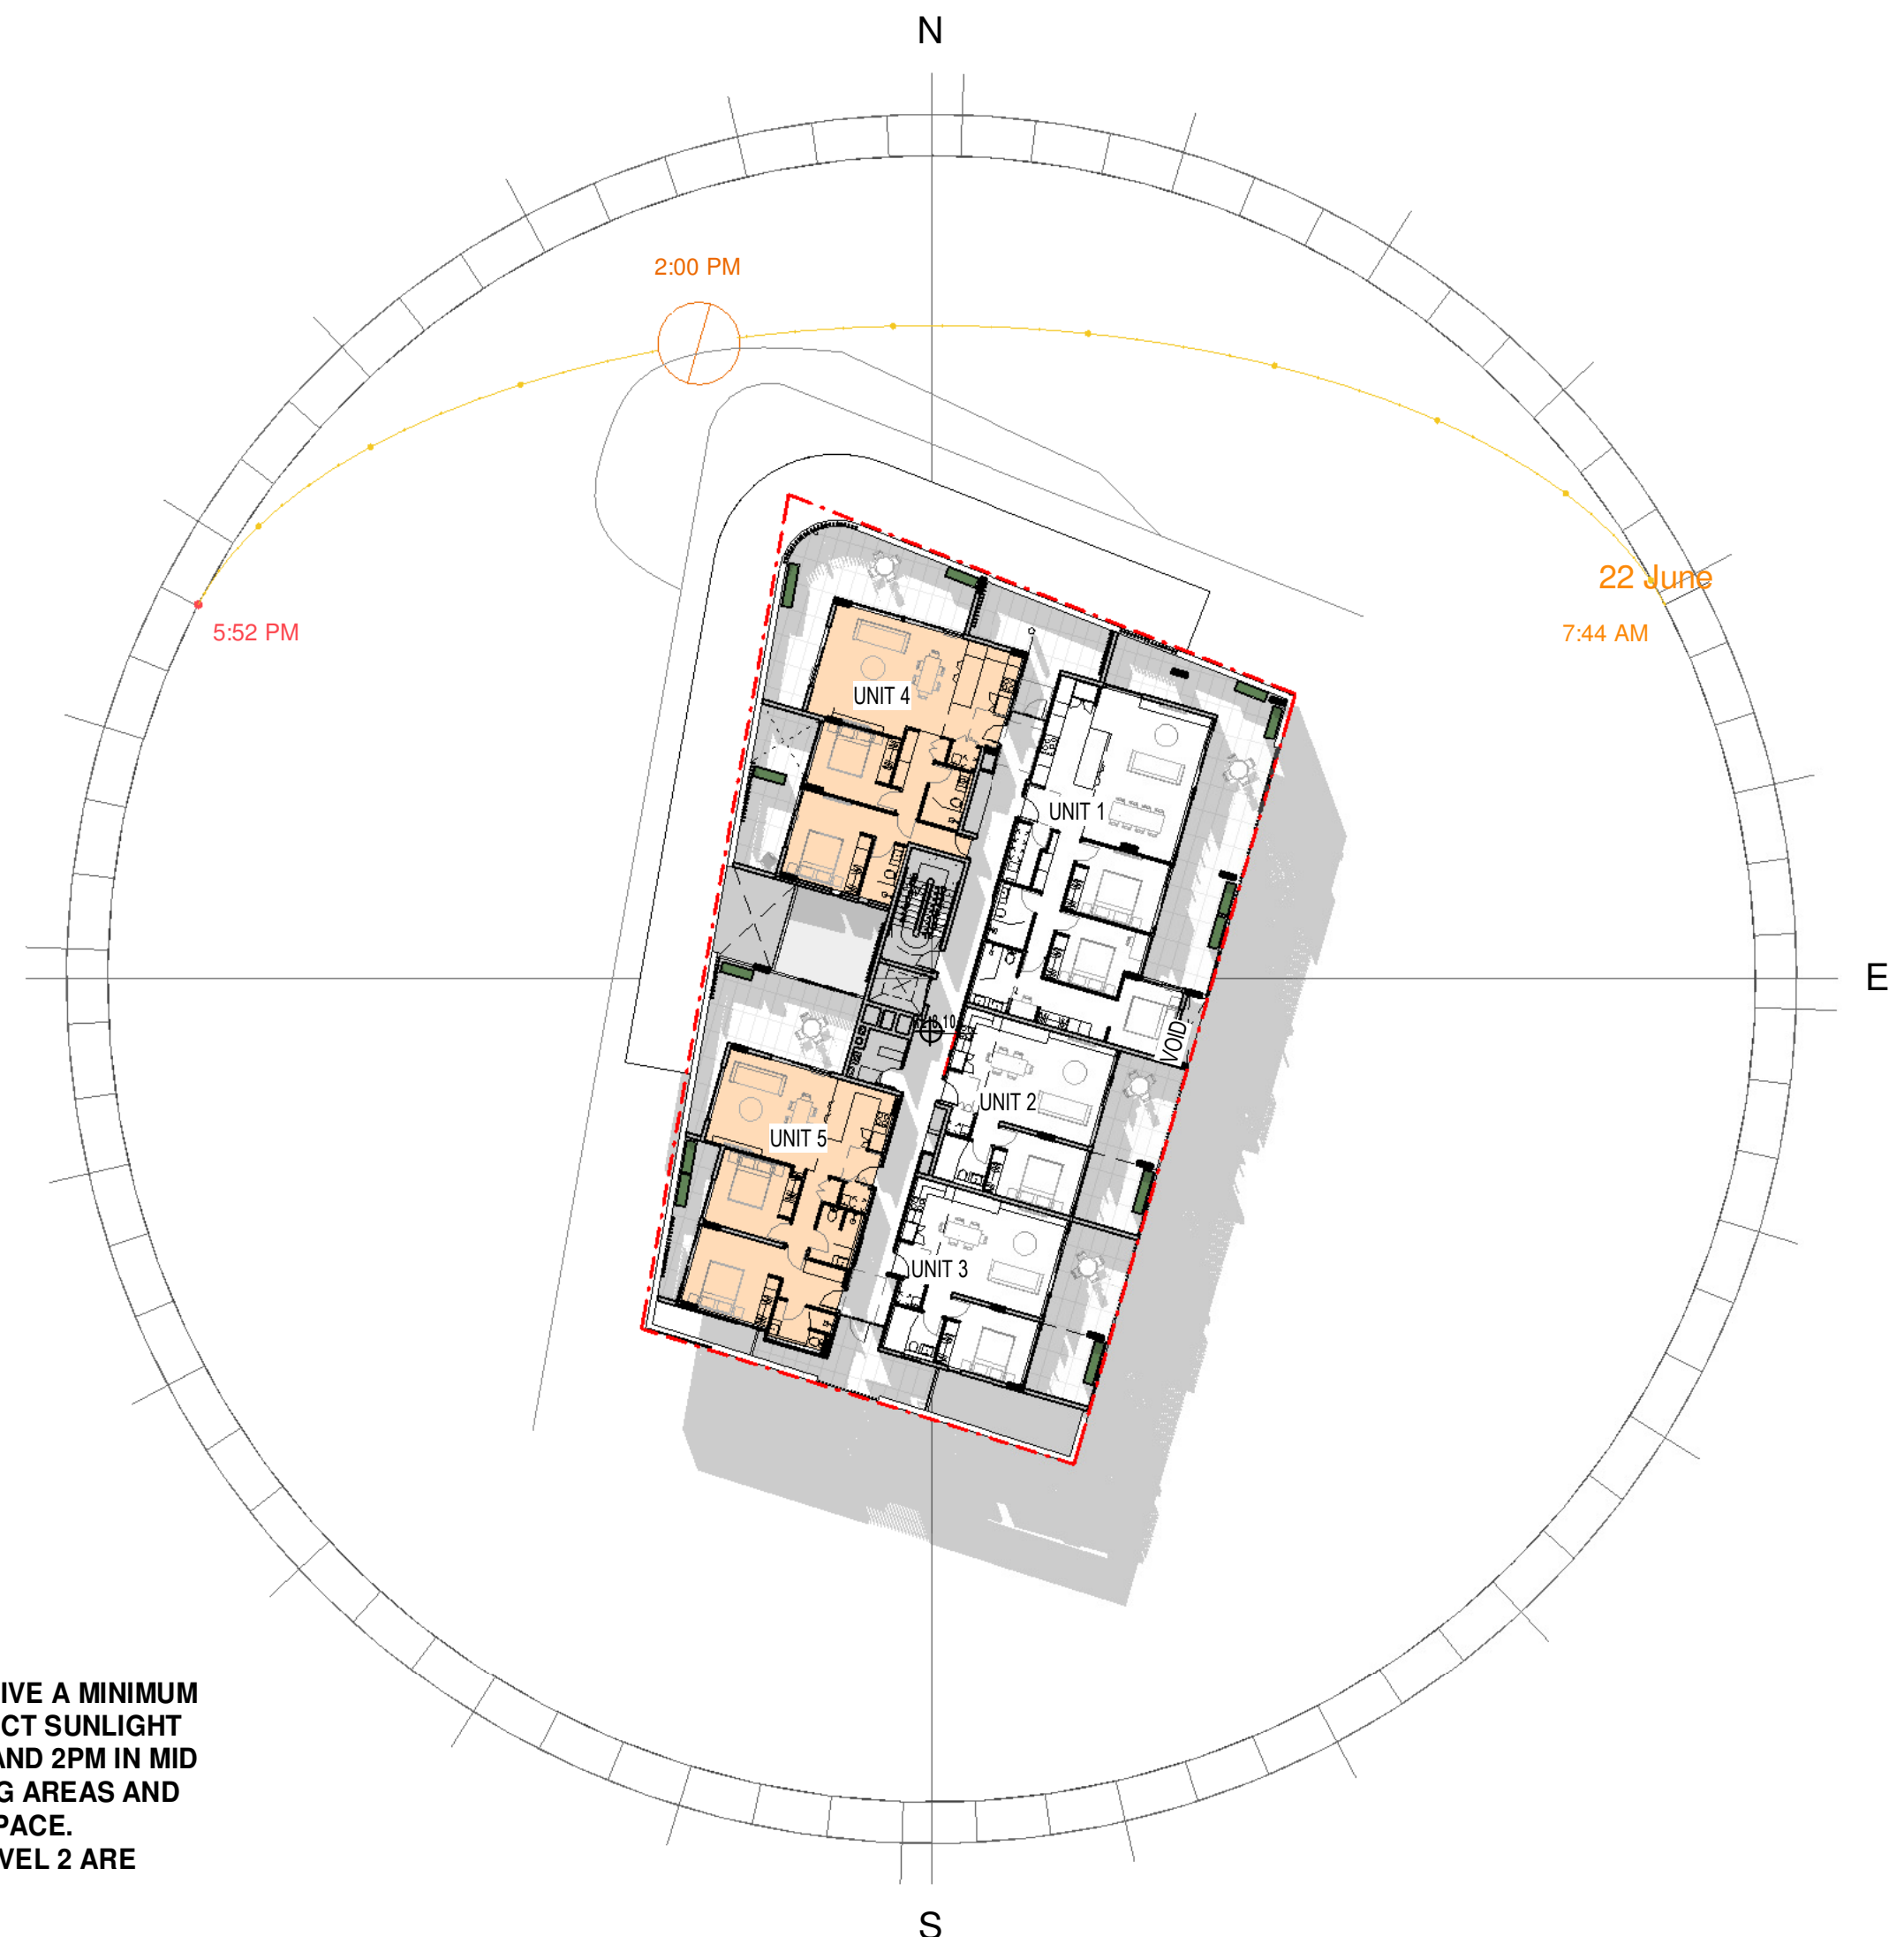 N
2:00 PM
22 June
5:52 PM
7:44 AM
UNIT 4
UNIT 1
E
VOID
UNIT 2
UNIT 5
UNIT 3
IVE A MINIMUM
CT SUNLIGHT
AND 2PM IN MID
G AREAS AND
PACE.
VEL 2 ARE
S